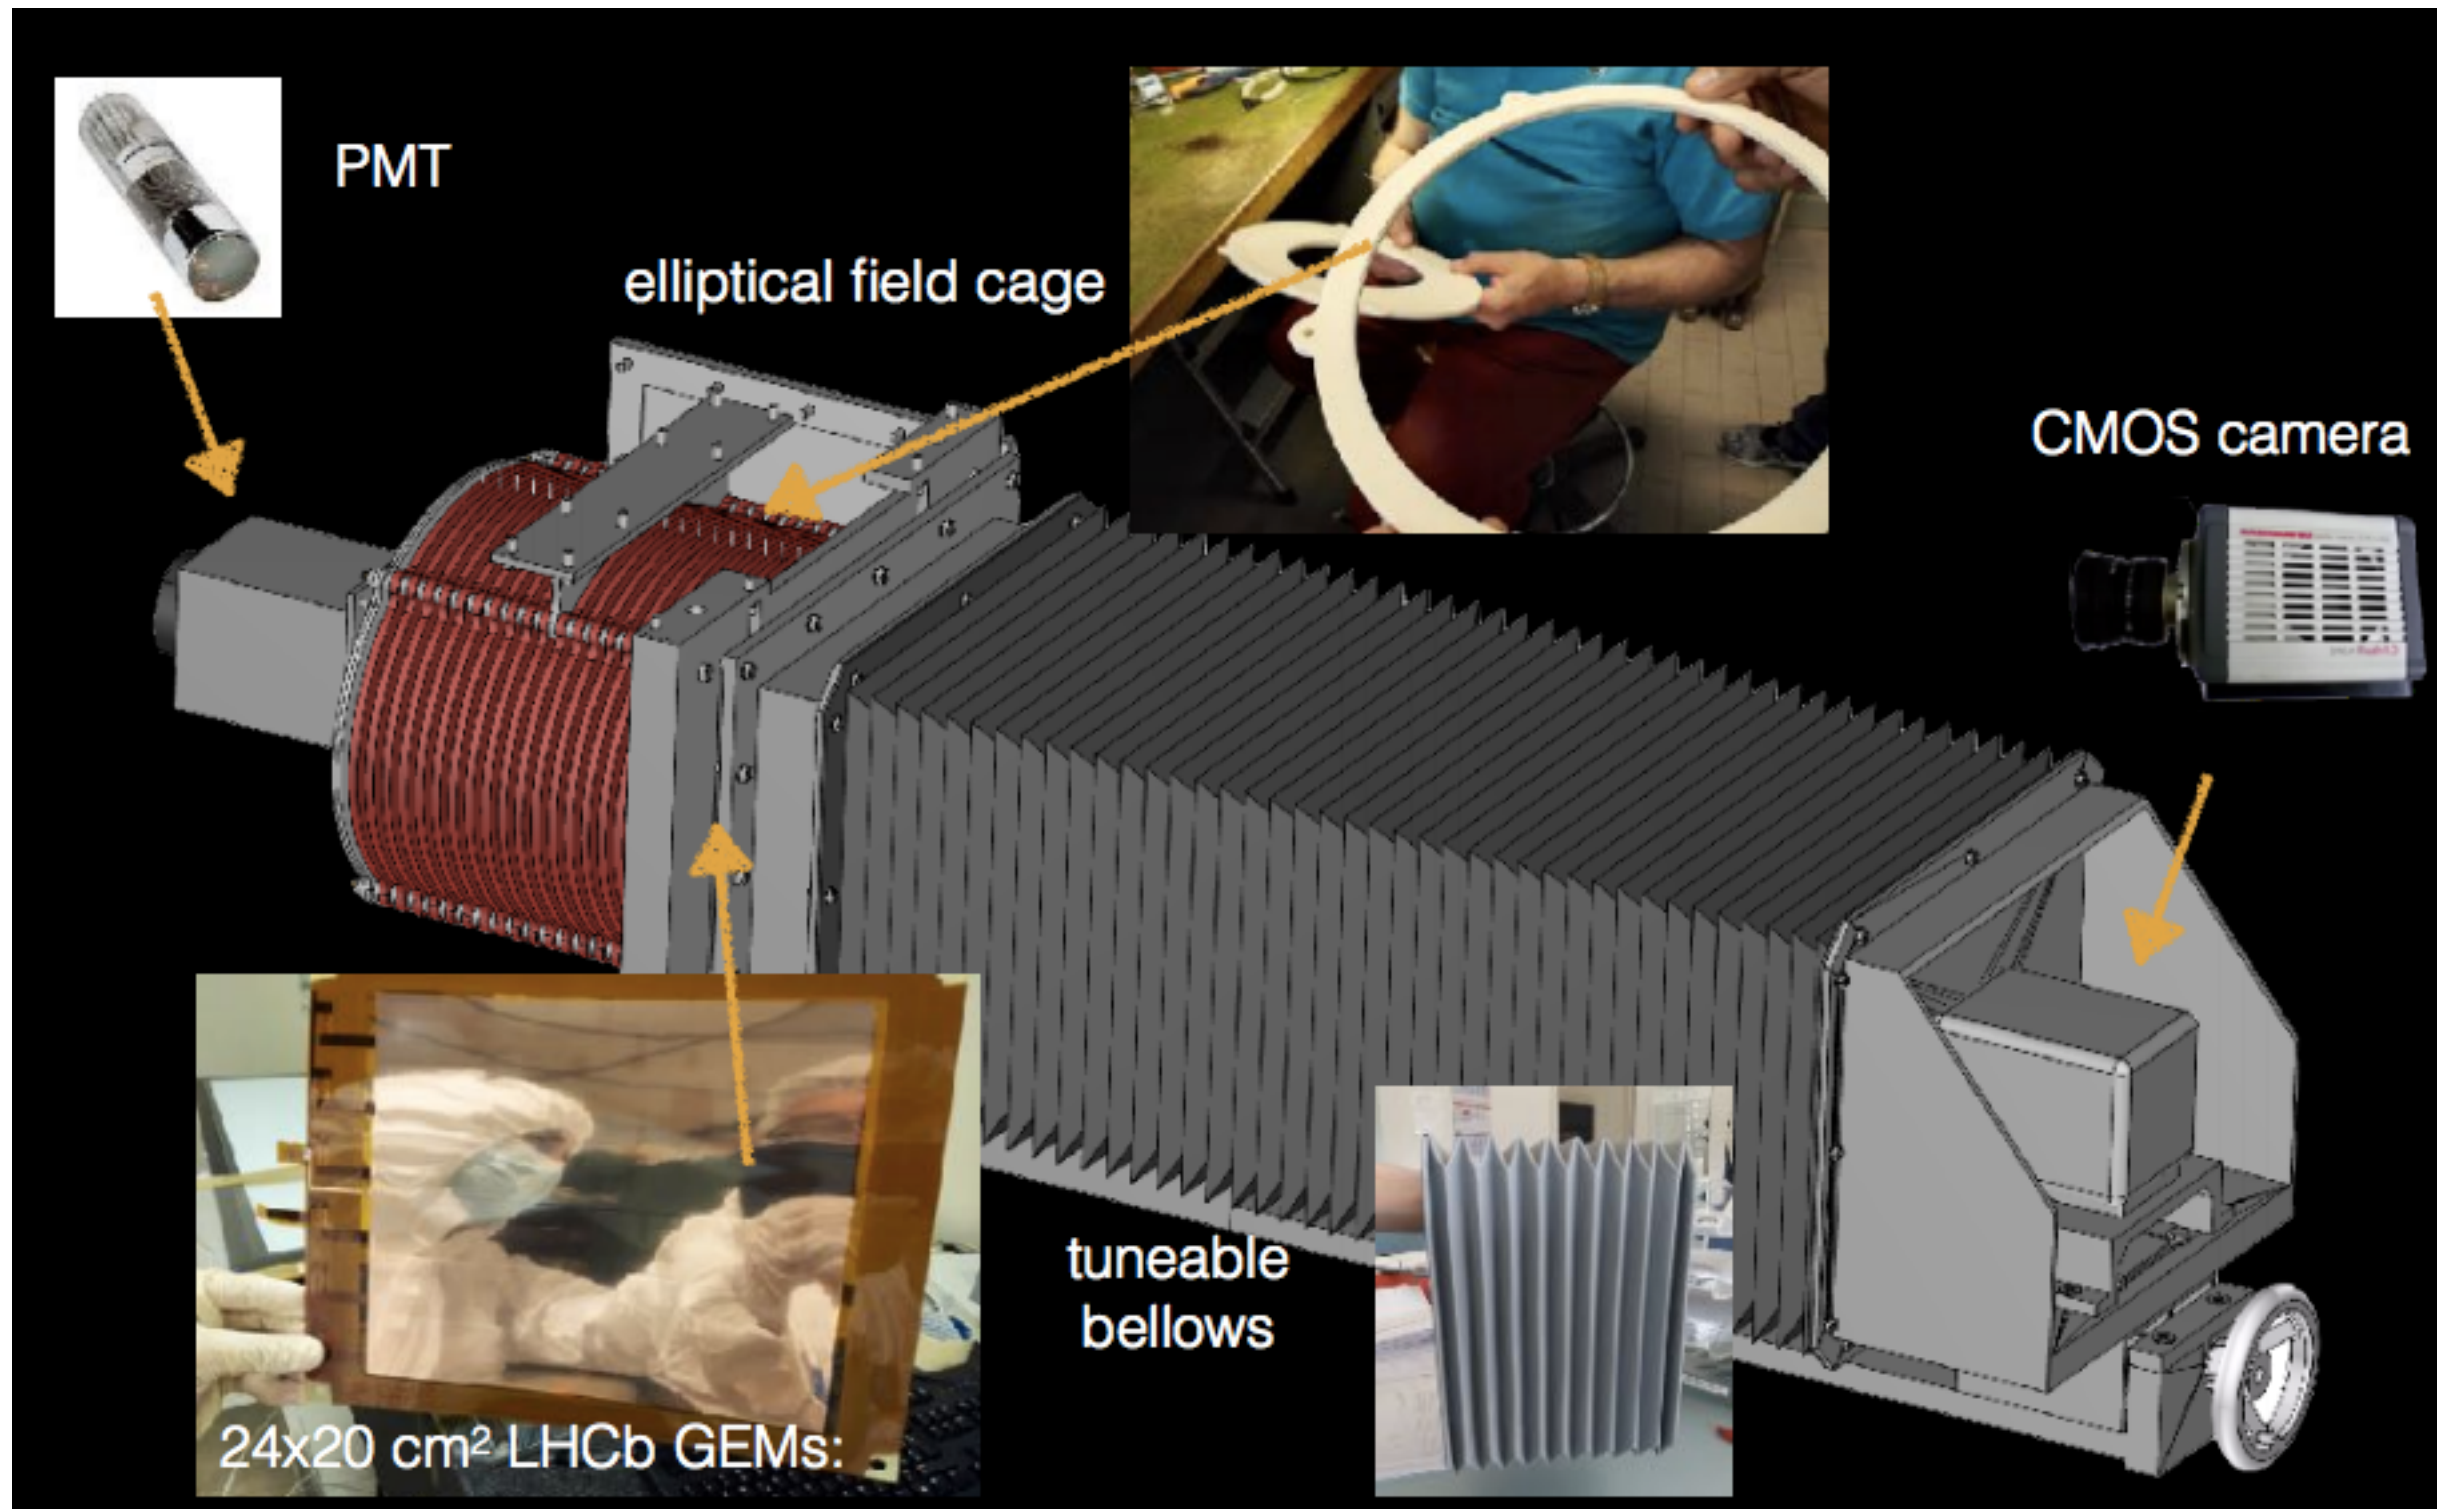 PMT
elliptical field cage
CMOS camera
tuneable
bellows
24x20 cm² LHCb GEMs: